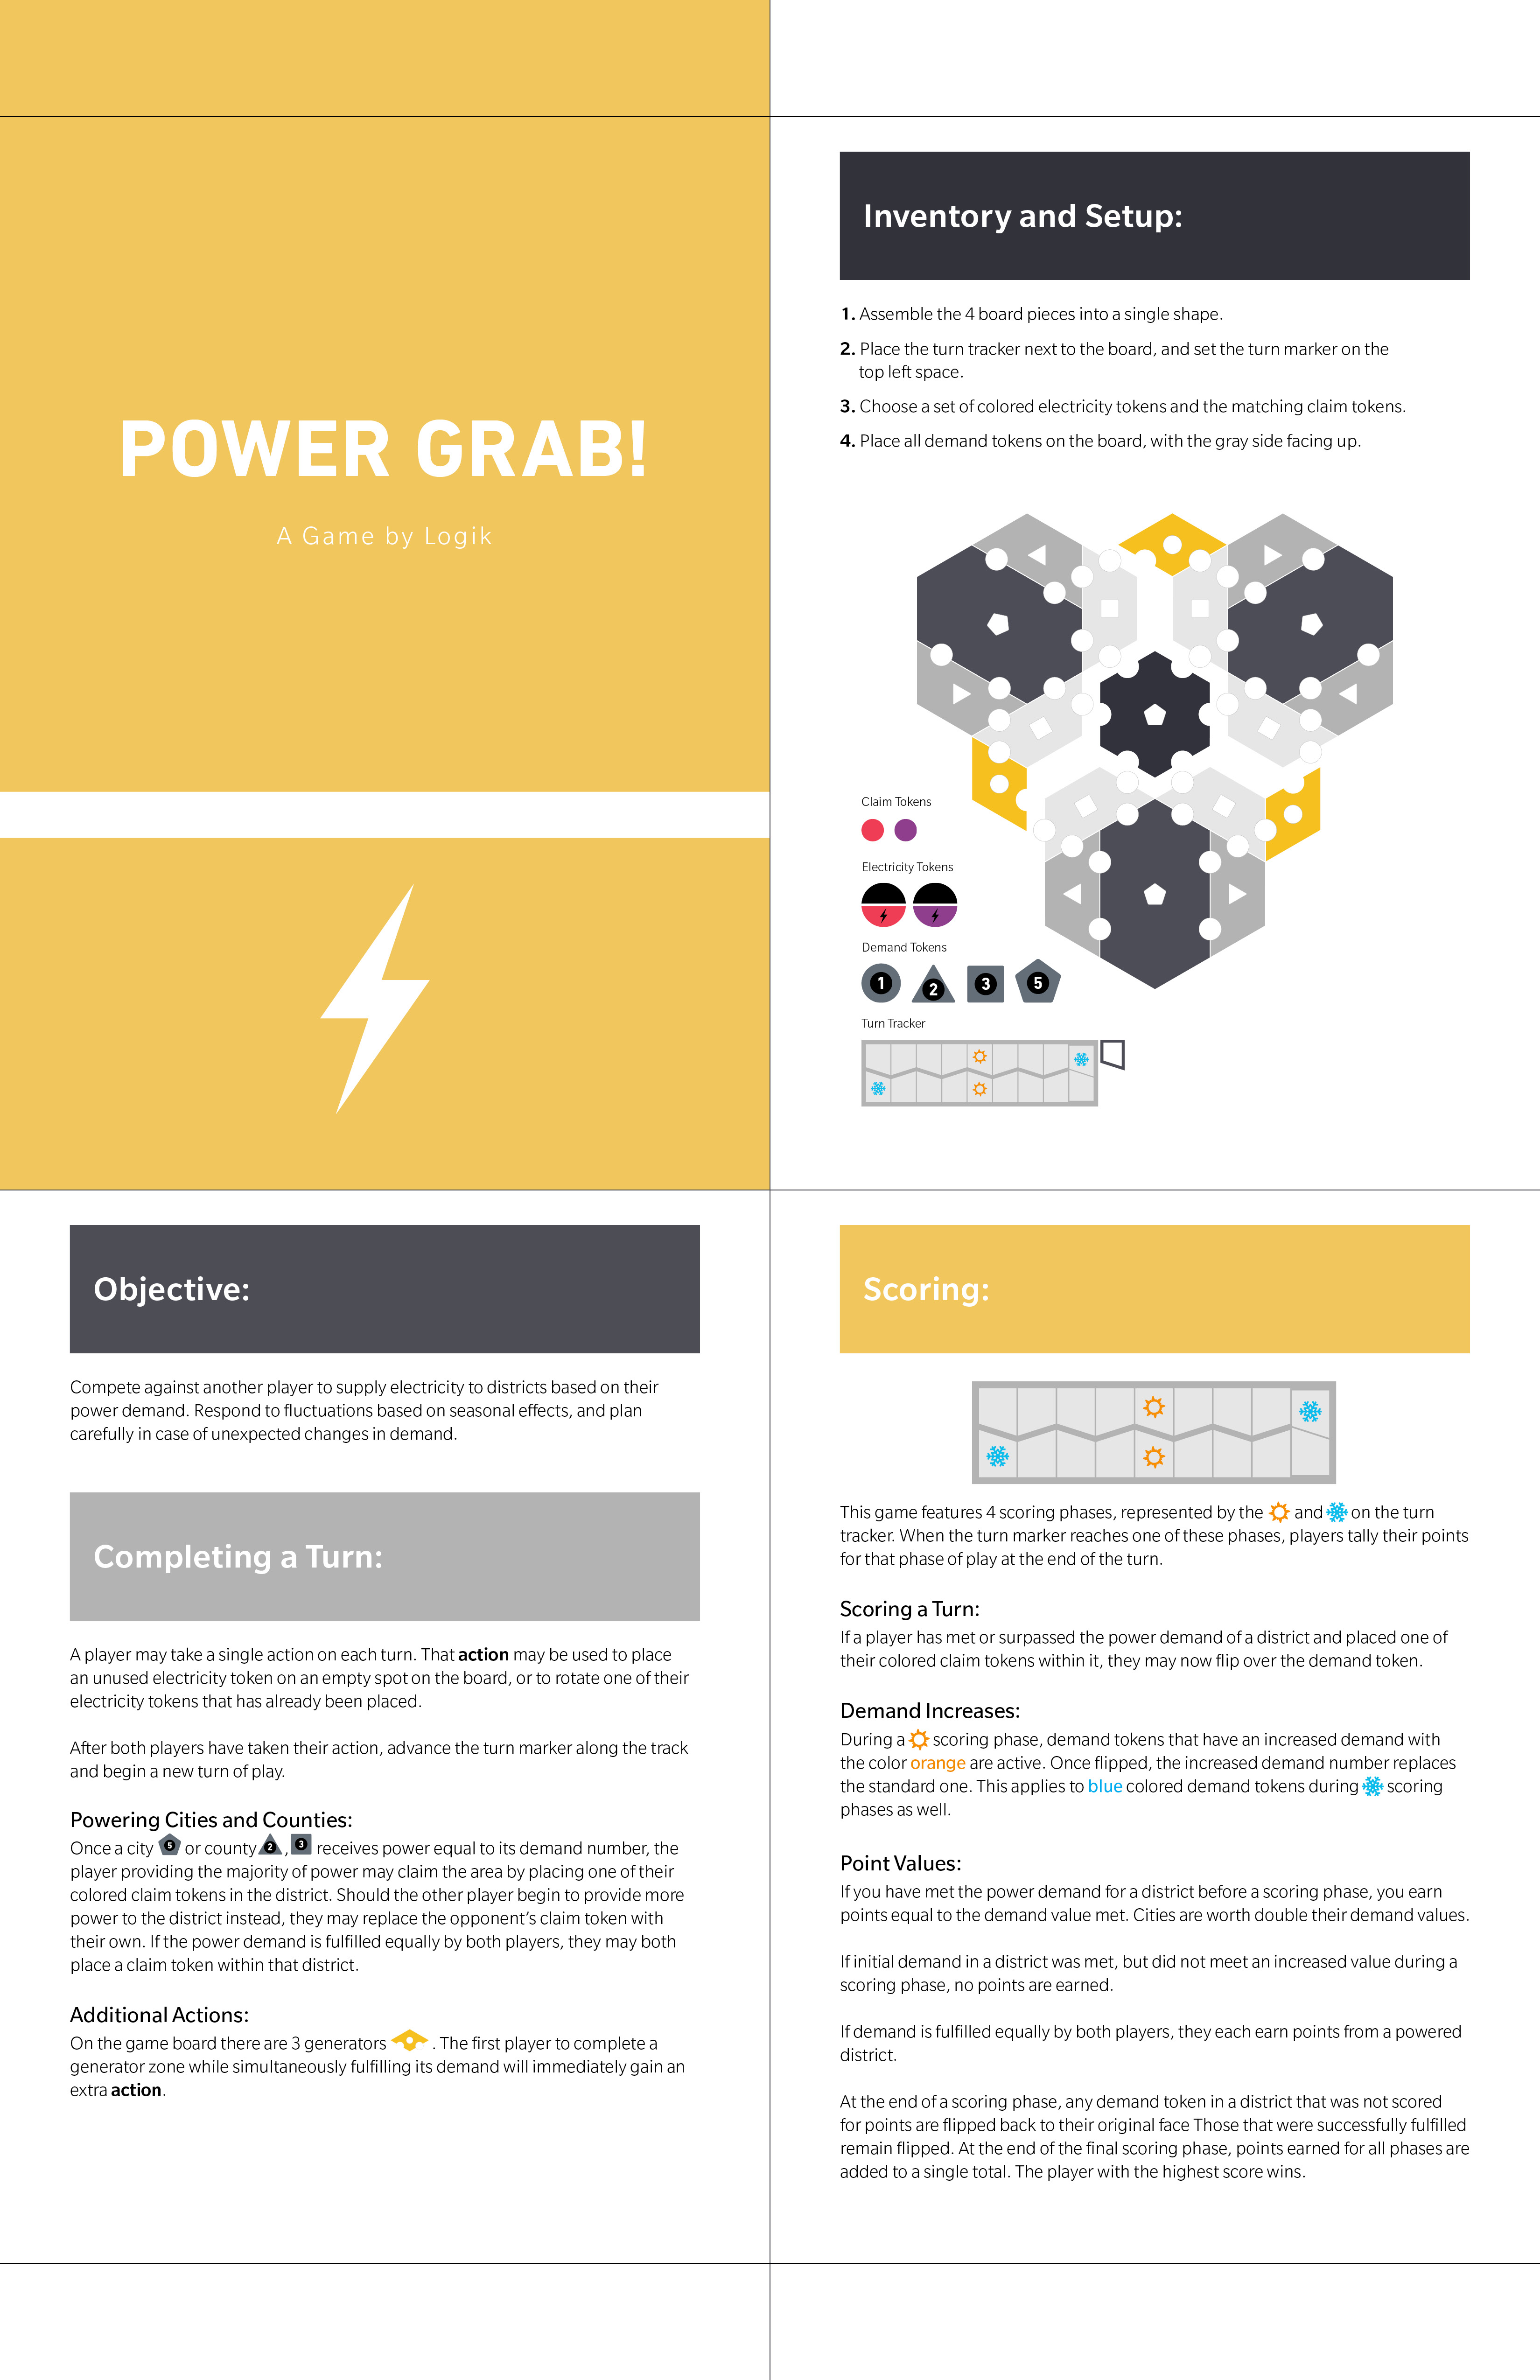 POWER GRAB!
A Game by Logik
Inventory and Setup:
1. Assemble the 4 board pieces into a single shape.
2. Place the turn tracker next to the board, and set the turn marker on the
top left space.
3. Choose a set of colored electricity tokens and the matching claim tokens.
4. Place all demand tokens on the board, with the gray side facing up.
Claim Tokens
Electricity Tokens
Demand Tokens
1 2 3 5
Turn Tracker
Objective:
Compete against another player to supply electricity to districts based on their
power demand. Respond to fluctuations based on seasonal effects, and plan
carefully in case of unexpected changes in demand.
Completing a Turn:
A player may take a single action on each turn. That action may be used to place
an unused electricity token on an empty spot on the board, or to rotate one of their
electricity tokens that has already been placed.
After both players have taken their action, advance the turn marker along the track
and begin a new turn of play.
Powering Cities and Counties:
Once a city 5 or county 2 , 3 receives power equal to its demand number, the
player providing the majority of power may claim the area by placing one of their
colored claim tokens in the district. Should the other player begin to provide more
power to the district instead, they may replace the opponent’s claim token with
their own. If the power demand is fulfilled equally by both players, they may both
place a claim token within that district.
Additional Actions:
On the game board there are 3 generators . The first player to complete a
generator zone while simultaneously fulfilling its demand will immediately gain an
extra action.
Scoring:
This game features 4 scoring phases, represented by the and on the turn
tracker. When the turn marker reaches one of these phases, players tally their points
for that phase of play at the end of the turn.
Scoring a Turn:
If a player has met or surpassed the power demand of a district and placed one of
their colored claim tokens within it, they may now flip over the demand token.
Demand Increases:
During a scoring phase, demand tokens that have an increased demand with
the color orange are active. Once flipped, the increased demand number replaces
the standard one. This applies to blue colored demand tokens during scoring
phases as well.
Point Values:
If you have met the power demand for a district before a scoring phase, you earn
points equal to the demand value met. Cities are worth double their demand values.
If initial demand in a district was met, but did not meet an increased value during a
scoring phase, no points are earned.
If demand is fulfilled equally by both players, they each earn points from a powered
district.
At the end of a scoring phase, any demand token in a district that was not scored
for points are flipped back to their original face Those that were successfully fulfilled
remain flipped. At the end of the final scoring phase, points earned for all phases are
added to a single total. The player with the highest score wins.